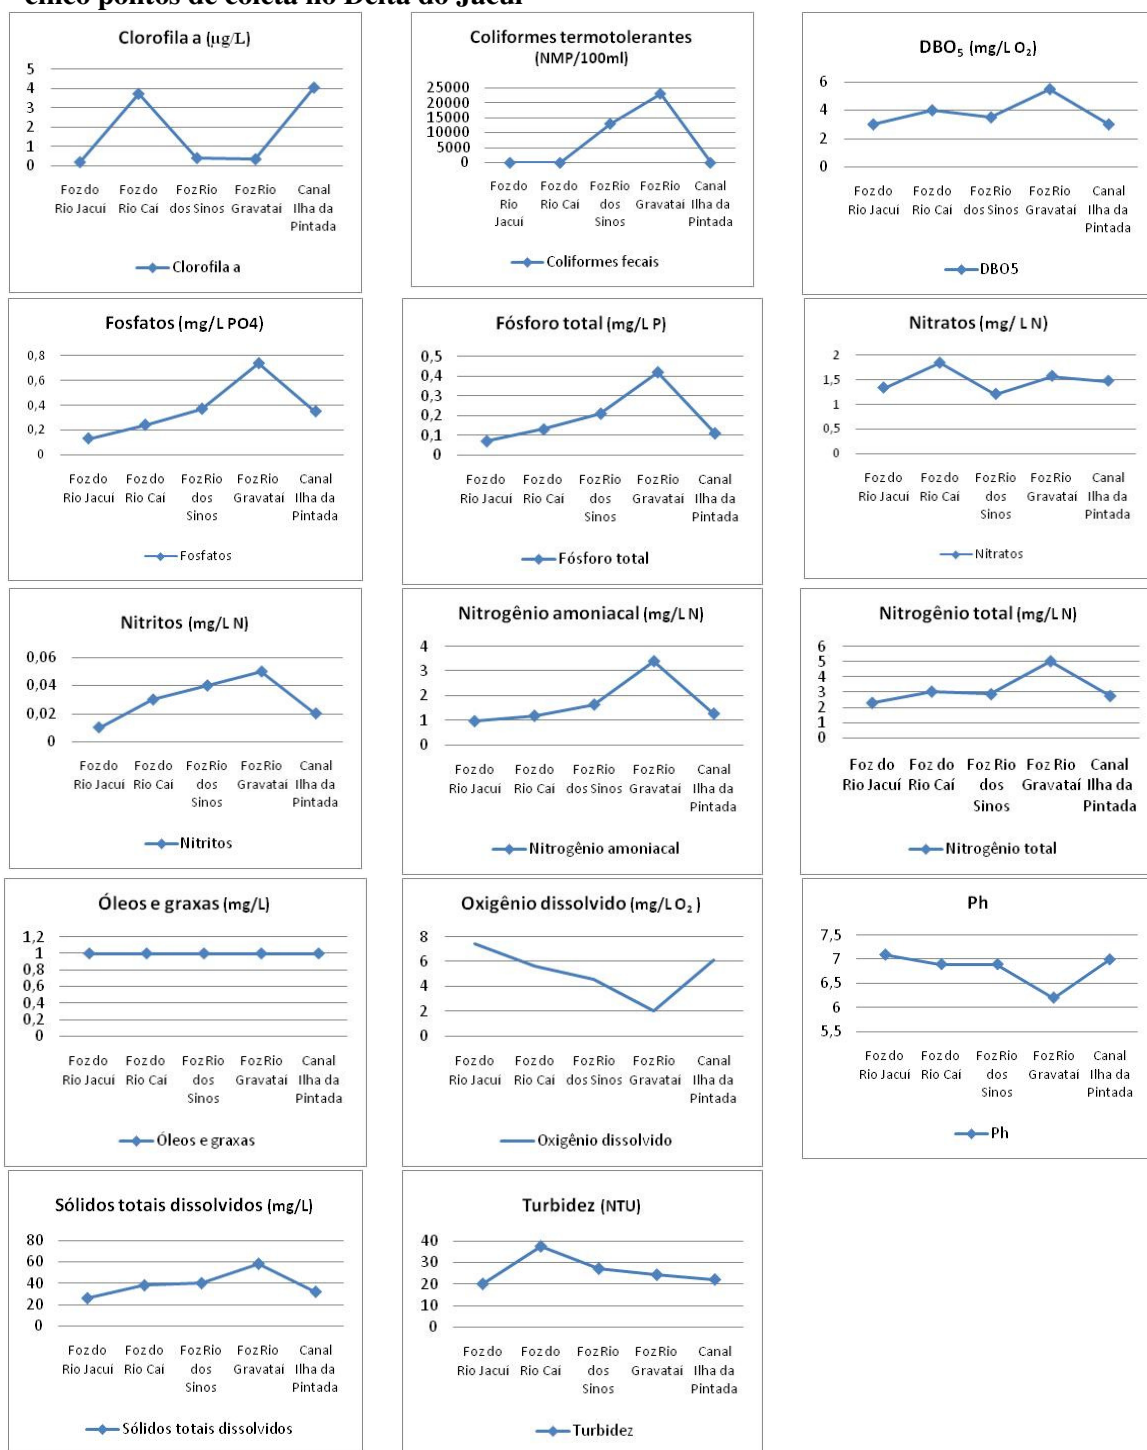 cinco pontos de coleta no Delta do Jacuí
Clorofila a (µg/L)
5
4
3
2
1
0
Foz do Foz do Foz Rio Foz Rio Canal
Rio Jacuí Rio Caí dos Sinos Gravataí Ilha da
Pintada
Clorofila a
Coliformes termotolerantes
(NMP/100ml)
25000
20000
15000
10000
5000
0
Foz do Foz do Foz Rio Foz Rio Canal
Rio Rio Caí dos Gravataí Ilha da
Jacuí Sinos Pintada
Coliformes fecais
DBO₅ (mg/L O₂)
6
4
2
0
Foz do Foz do Foz Rio Foz Rio Canal
Rio Jacuí Rio Caí dos Sinos Gravataí Ilha da
Pintada
DBO5
Fosfatos (mg/L PO4)
0,8
0,6
0,4
0,2
0
Foz do Foz do Foz Rio Foz Rio Canal
Rio Jacuí Rio Caí dos Gravataí Ilha da
Sinos Pintada
Fosfatos
Fósforo total (mg/L P)
0,5
0,4
0,3
0,2
0,1
0
Foz do Foz do Foz Rio Foz Rio Canal
Rio Jacuí Rio Caí dos Gravataí Ilha da
Sinos Pintada
Fósforo total
Nitratos (mg/ L N)
2
1,5
1
0,5
0
Foz do Foz do Foz Rio Foz Rio Canal
Rio Jacuí Rio Caí dos Gravataí Ilha da
Sinos Pintada
Nitratos
Nitritos (mg/L N)
0,06
0,04
0,02
0
Foz do Foz do Foz Rio Foz Rio Canal
Rio Jacuí Rio Caí dos Gravataí Ilha da
Sinos Pintada
Nitritos
Nitrogênio amoniacal (mg/L N)
4
3
2
1
0
Foz do Foz do Foz Rio Foz Rio Canal
Rio Jacuí Rio Caí dos Sinos Gravataí Ilha da
Pintada
Nitrogênio amoniacal
Nitrogênio total (mg/L N)
6
5
4
3
2
1
0
Foz do Foz do Foz Rio Foz Rio Canal
Rio Jacuí Rio Caí dos Gravataí Ilha da
Sinos Pintada
Nitrogênio total
Óleos e graxas (mg/L)
1,2
1
0,8
0,6
0,4
0,2
0
Foz do Foz do Foz Rio Foz Rio Canal
Rio Jacuí Rio Caí dos Gravataí Ilha da
Sinos Pintada
Óleos e graxas
Oxigênio dissolvido (mg/L O₂ )
8
6
4
2
0
Foz do Foz do Foz Rio Foz Rio Canal
Rio Jacuí Rio Caí dos Sinos Gravataí Ilha da
Pintada
Oxigênio dissolvido
Ph
7,5
7
6,5
6
5,5
Foz do Foz do Foz Rio Foz Rio Canal
Rio Jacuí Rio Caí dos Gravataí Ilha da
Sinos Pintada
Ph
Sólidos totais dissolvidos (mg/L)
80
60
40
20
0
Foz do Foz do Foz Rio Foz Rio Canal
Rio Jacuí Rio Caí dos Gravataí Ilha da
Sinos Pintada
Sólidos totais dissolvidos
Turbidez (NTU)
40
30
20
10
0
Foz do Foz do Foz Rio Foz Rio Canal
Rio Jacuí Rio Caí dos Gravataí Ilha da
Sinos Pintada
Turbidez